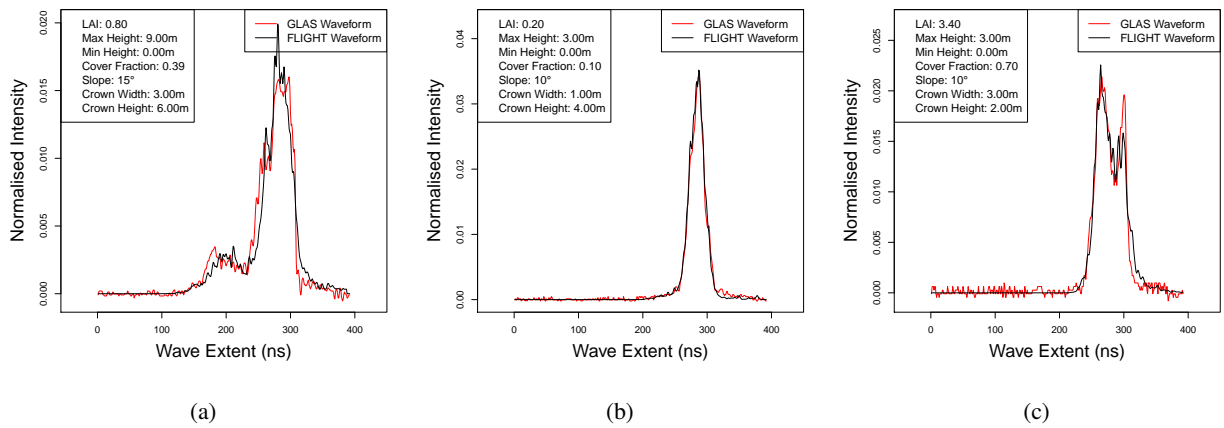 LAI: 0.80
Max Height: 9.00m
Min Height: 0.00m
Cover Fraction: 0.39
Slope: 15°
Crown Width: 3.00m
Crown Height: 6.00m
GLAS Waveform
FLIGHT Waveform
Normalised Intensity
0.020
0.015
0.010
0.005
0.000
0 100 200 300 400
Wave Extent (ns)
(a)
LAI: 0.20
Max Height: 3.00m
Min Height: 0.00m
Cover Fraction: 0.10
Slope: 10°
Crown Width: 1.00m
Crown Height: 4.00m
GLAS Waveform
FLIGHT Waveform
Normalised Intensity
0.04
0.03
0.02
0.01
0.00
0 100 200 300 400
Wave Extent (ns)
(b)
LAI: 3.40
Max Height: 3.00m
Min Height: 0.00m
Cover Fraction: 0.70
Slope: 10°
Crown Width: 3.00m
Crown Height: 2.00m
GLAS Waveform
FLIGHT Waveform
Normalised Intensity
0.025
0.020
0.015
0.010
0.005
0.000
0 100 200 300 400
Wave Extent (ns)
(c)